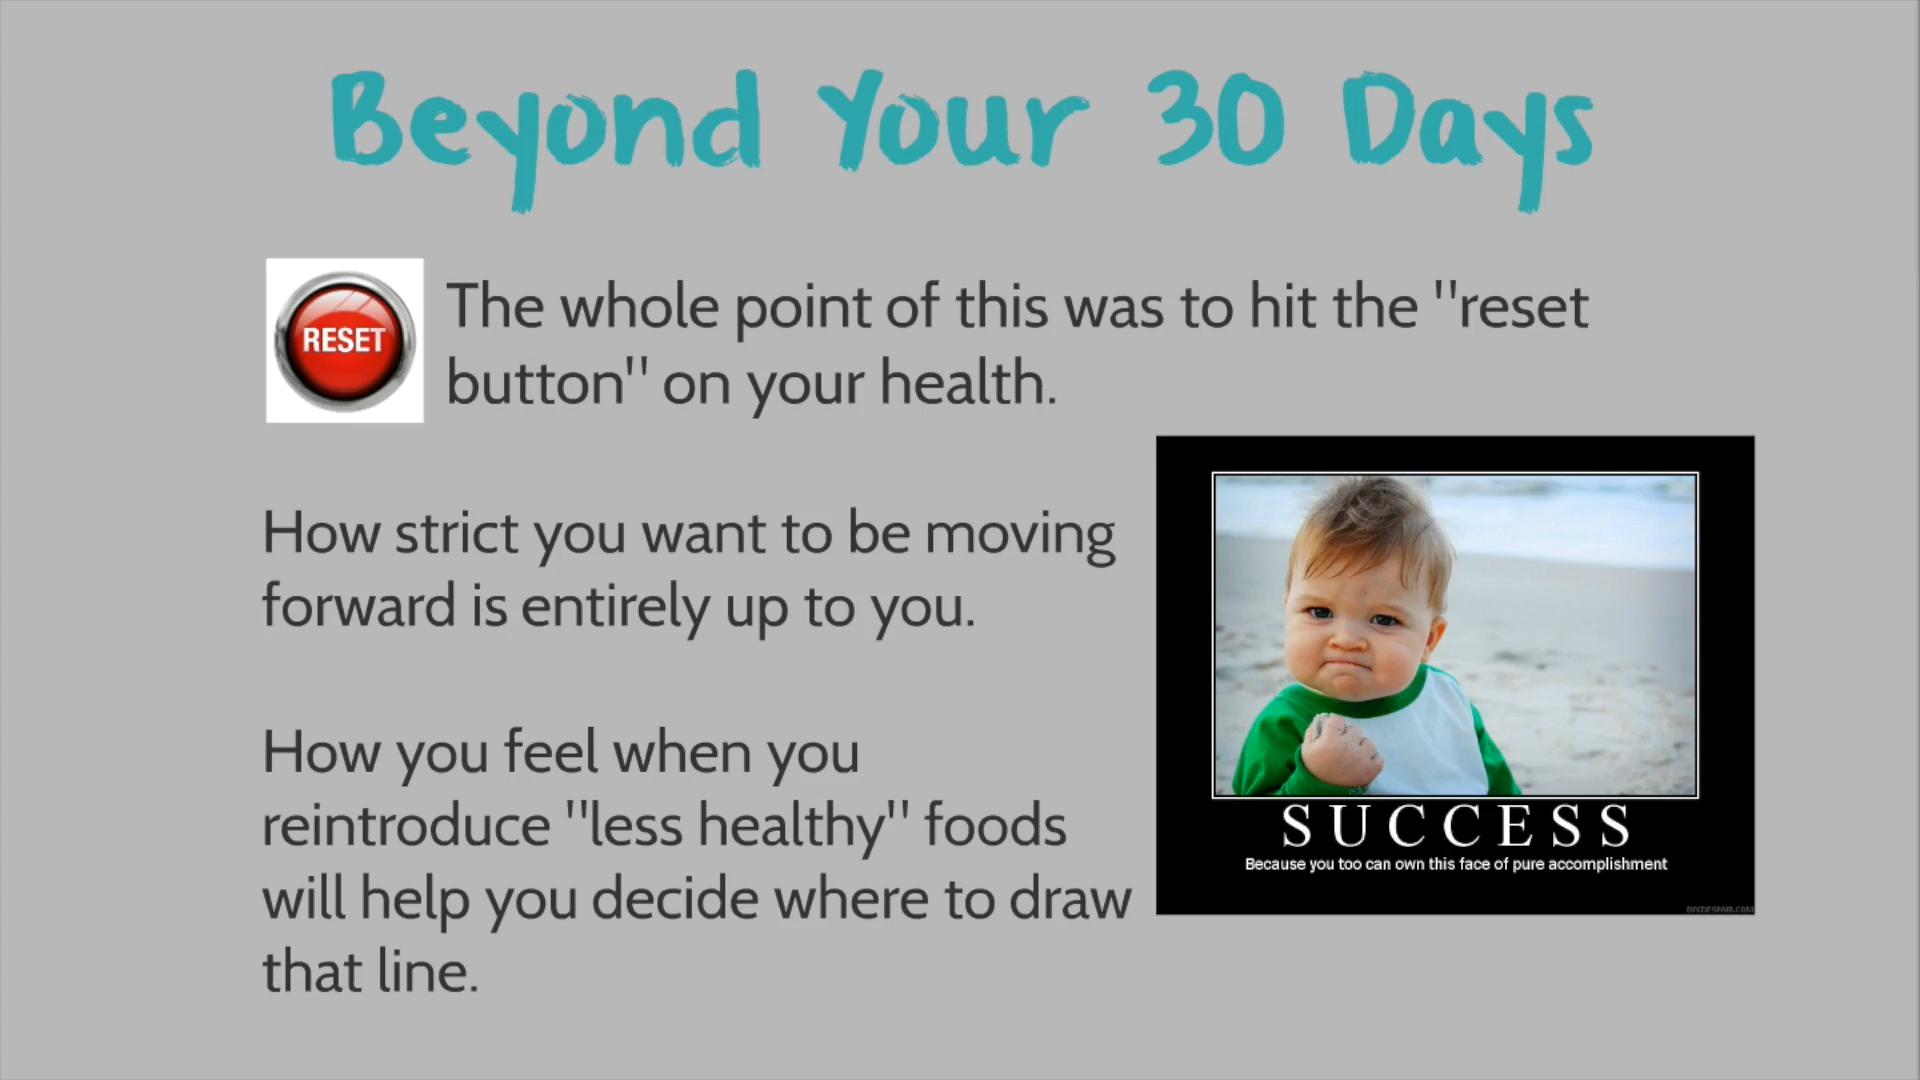 Beyond Your 30 Days
RESET
The whole point of this was to hit the "reset
button" on your health.
How strict you want to be moving
forward is entirely up to you.
How you feel when you
reintroduce "less healthy" foods
will help you decide where to draw
that line.
SUCCESS
Because you too can own this face of pure accomplishment